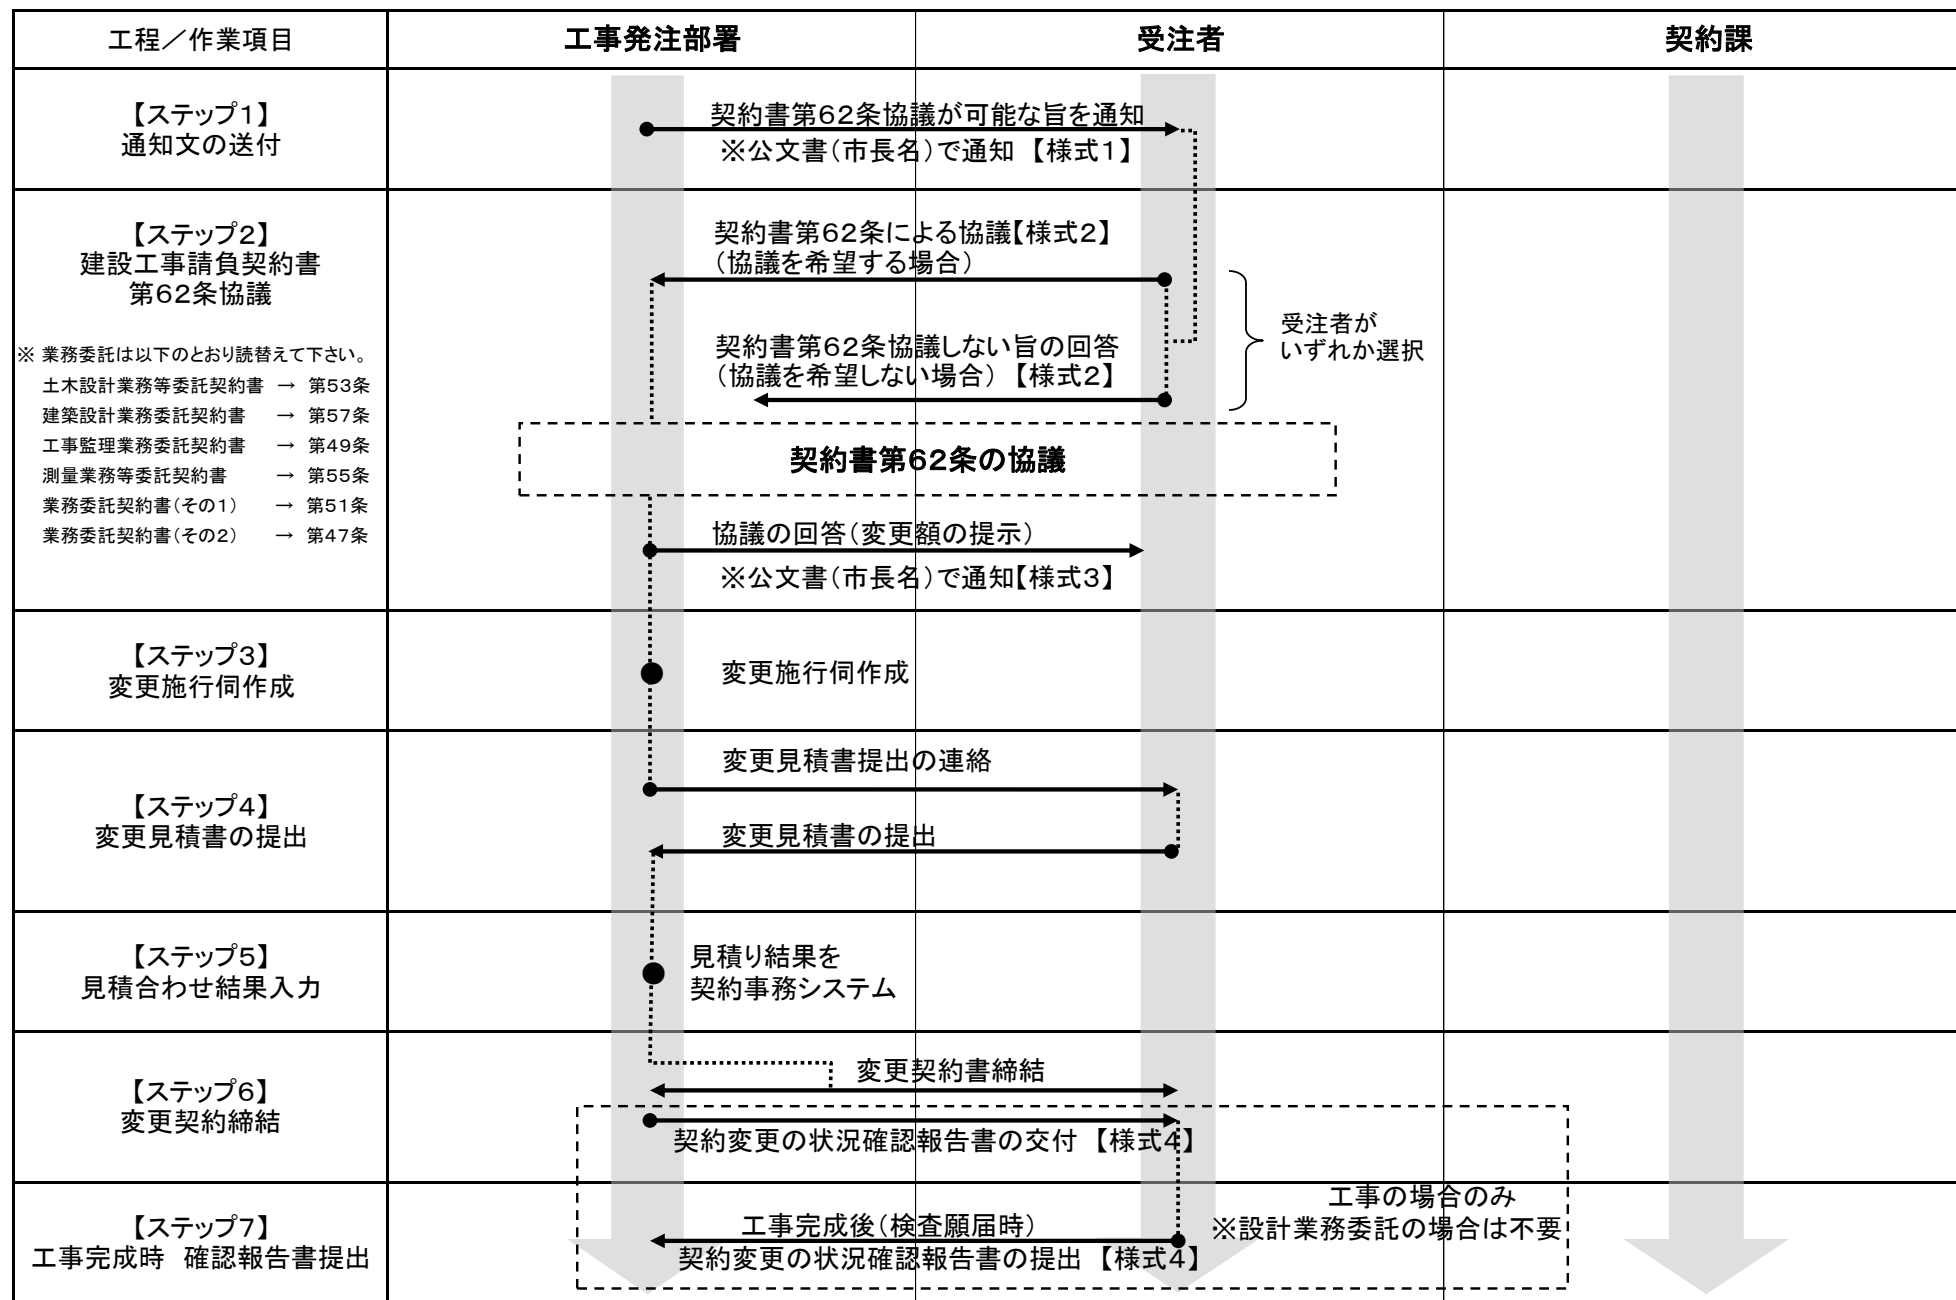 工程／作業項目
工事発注部署
受注者
契約課
【ステップ１】
通知文の送付
契約書第６２条協議が可能な旨を通知
※公文書（市長名）で通知 【様式１】
【ステップ２】
建設工事請負契約書
第６２条協議
※ 業務委託は以下のとおり読替えて下さい。
土木設計業務等委託契約書 → 第53条
建築設計業務委託契約書 → 第57条
工事監理業務委託契約書 → 第49条
測量業務等委託契約書 → 第55条
業務委託契約書（その１） → 第51条
業務委託契約書（その２） → 第47条
契約書第６２条による協議【様式２】
（協議を希望する場合）
契約書第６２条協議しない旨の回答
（協議を希望しない場合）【様式２】
受注者が
いずれか選択
契約書第６２条の協議
協議の回答（変更額の提示）
※公文書（市長名）で通知【様式３】
【ステップ３】
変更施行伺作成
変更施行伺作成
【ステップ４】
変更見積書の提出
変更見積書提出の連絡
変更見積書の提出
【ステップ５】
見積合わせ結果入力
見積り結果を
契約事務システム
【ステップ６】
変更契約締結
変更契約書締結
契約変更の状況確認報告書の交付 【様式４】
【ステップ７】
工事完成時 確認報告書提出
工事完成後（検査願届時）
契約変更の状況確認報告書の提出 【様式４】
工事の場合のみ
※設計業務委託の場合は不要